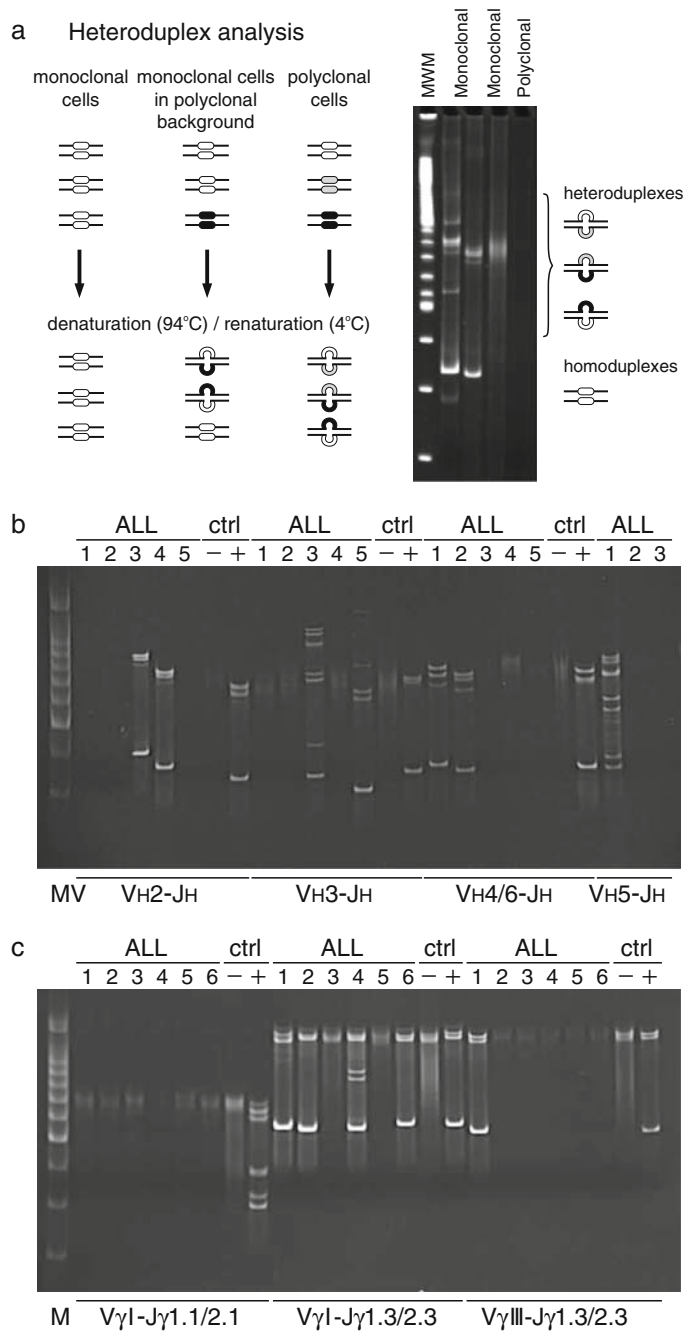 a Heteroduplex analysis
monoclonal cells
monoclonal cells in polyclonal background
polyclonal cells
denaturation (94°C) / renaturation (4°C)
MWM
Monoclonal
Monoclonal
Polyclonal
heteroduplexes
homoduplexes
b
ALL ctrl ALL ctrl ALL ctrl ALL
1 2 3 4 5 − + 1 2 3 4 5 − + 1 2 3 4 5 − + 1 2 3
MV VH2-JH VH3-JH VH4/6-JH VH5-JH
c
ALL ctrl ALL ctrl ALL ctrl
1 2 3 4 5 6 − + 1 2 3 4 5 6 − + 1 2 3 4 5 6 − +
M VγI-Jγ1.1/2.1 VγI-Jγ1.3/2.3 VγIII-Jγ1.3/2.3